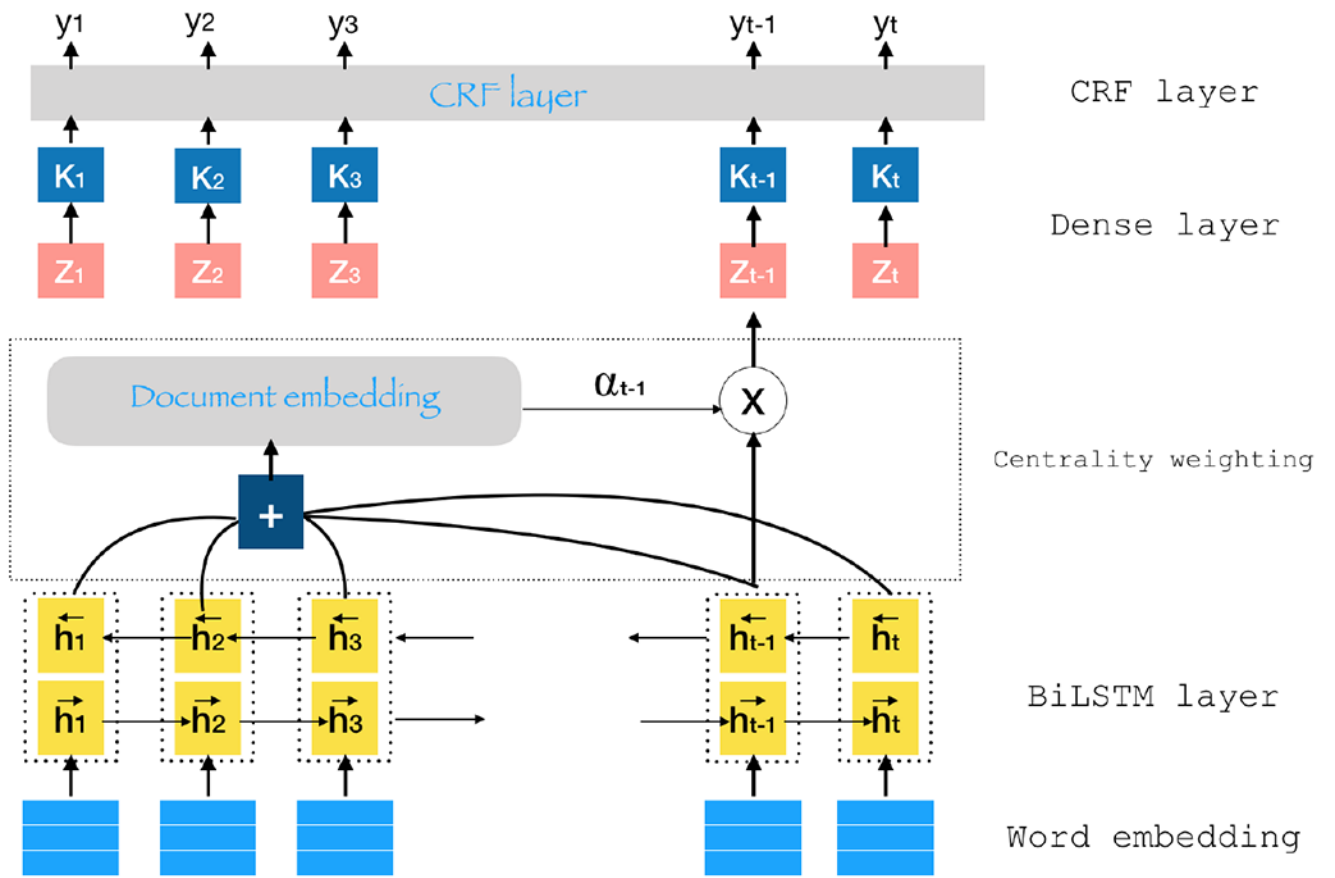 y1 y2 y3 yt-1 yt
CRF layer CRF layer
K1 K2 K3 Kt-1 Kt
Dense layer
Z1 Z2 Z3 Zt-1 Zt
Document embedding αt-1 X
Centrality weighting
+
h1 h2 h3 ht-1 ht
h1 h2 h3 ht-1 ht
BiLSTM layer
Word embedding